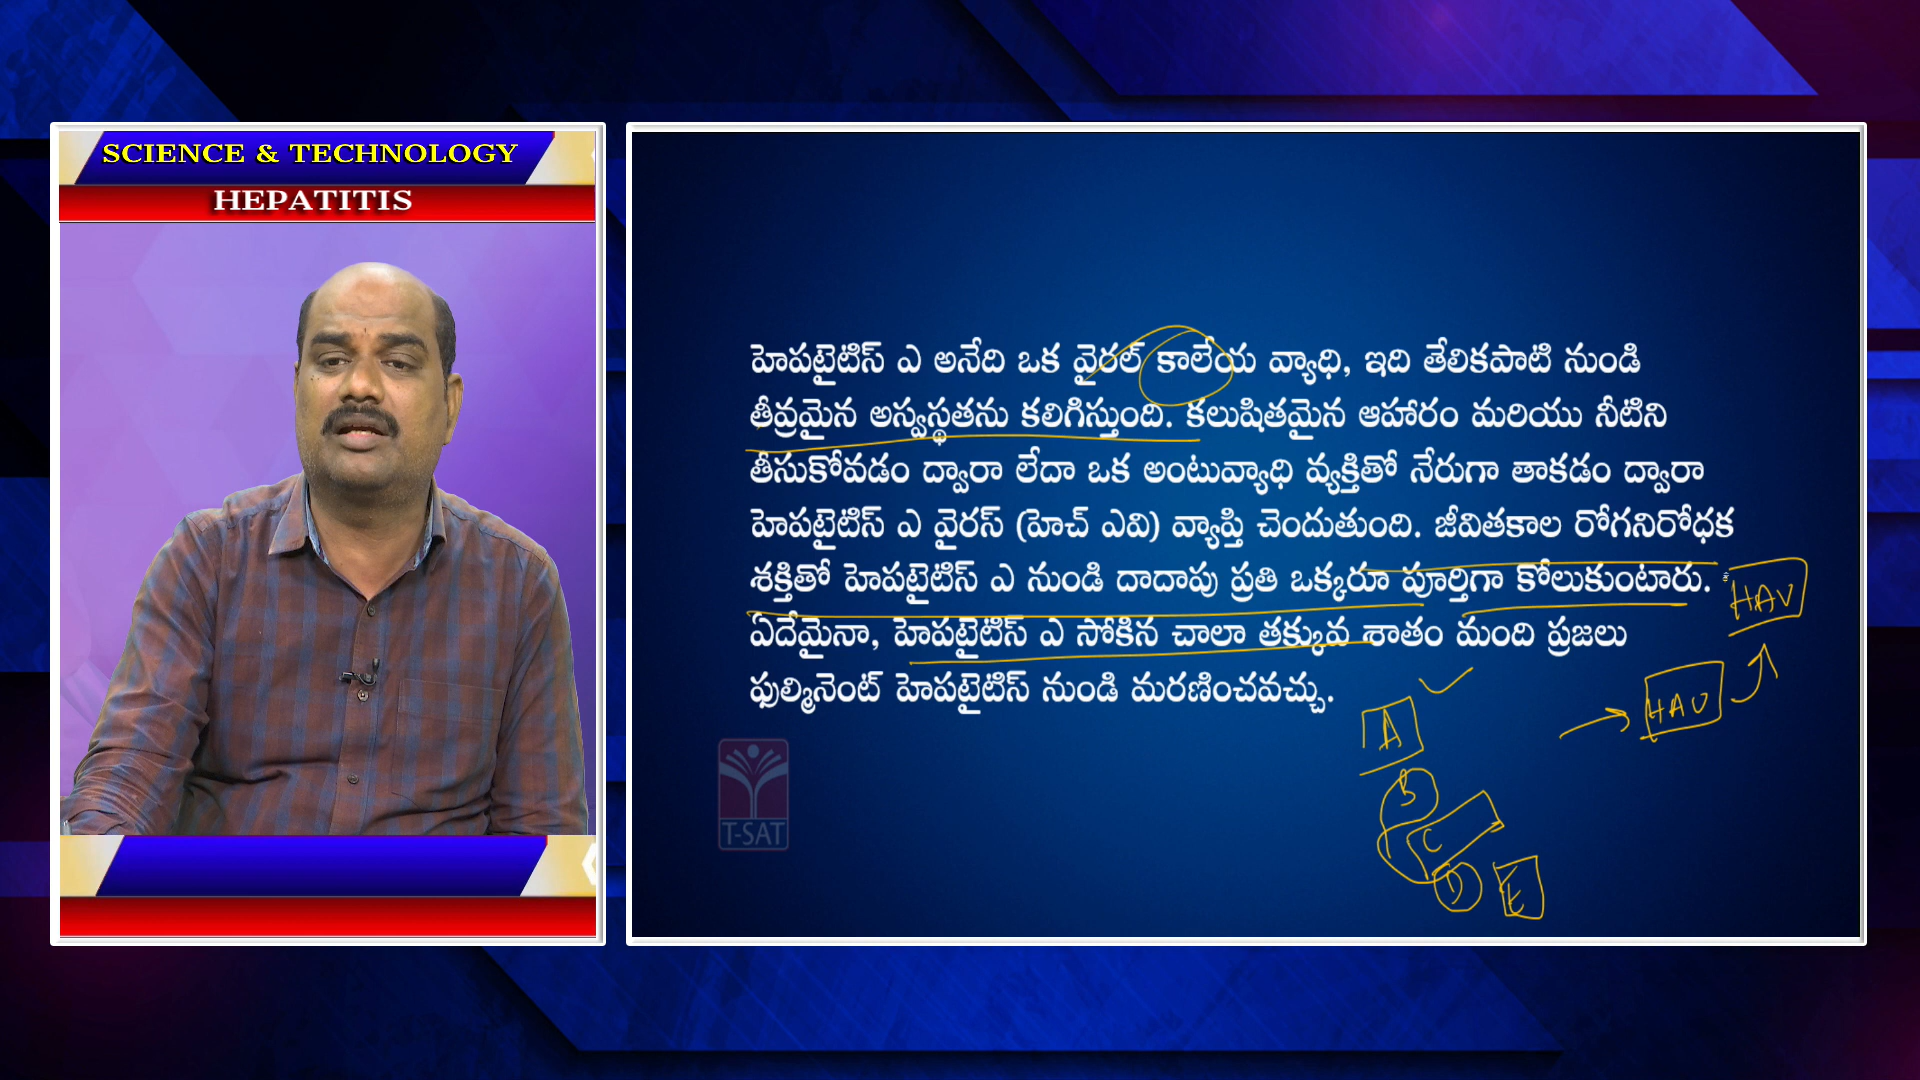 SCIENCE & TECHNOLOGY
HEPATITIS
హెపటైటిస్ ఎ అనేది ఒక వైరల్ కాలేయ వ్యాధి, ఇది తేలికపాటి నుండి
తీవ్రమైన అస్వస్థతను కలిగిస్తుంది. కలుషితమైన ఆహారం మరియు నీటిని
తీసుకోవడం ద్వారా లేదా ఒక అంటువ్యాధి వ్యక్తితో నేరుగా తాకడం ద్వారా
హెపటైటిస్ ఎ వైరస్ (హెచ్ ఎవి) వ్యాప్తి చెందుతుంది. జీవితకాల రోగనిరోధక
శక్తితో హెపటైటిస్ ఎ నుండి దాదాపు ప్రతి ఒక్కరూ పూర్తిగా కోలుకుంటారు.
HAV
ఏదేమైనా, హెపటైటిస్ ఎ సోకిన చాలా తక్కువ శాతం మంది ప్రజలు
ఫుల్మినెంట్ హెపటైటిస్ నుండి మరణించవచ్చు.
HAV
A
B
C
D
E
T-SAT